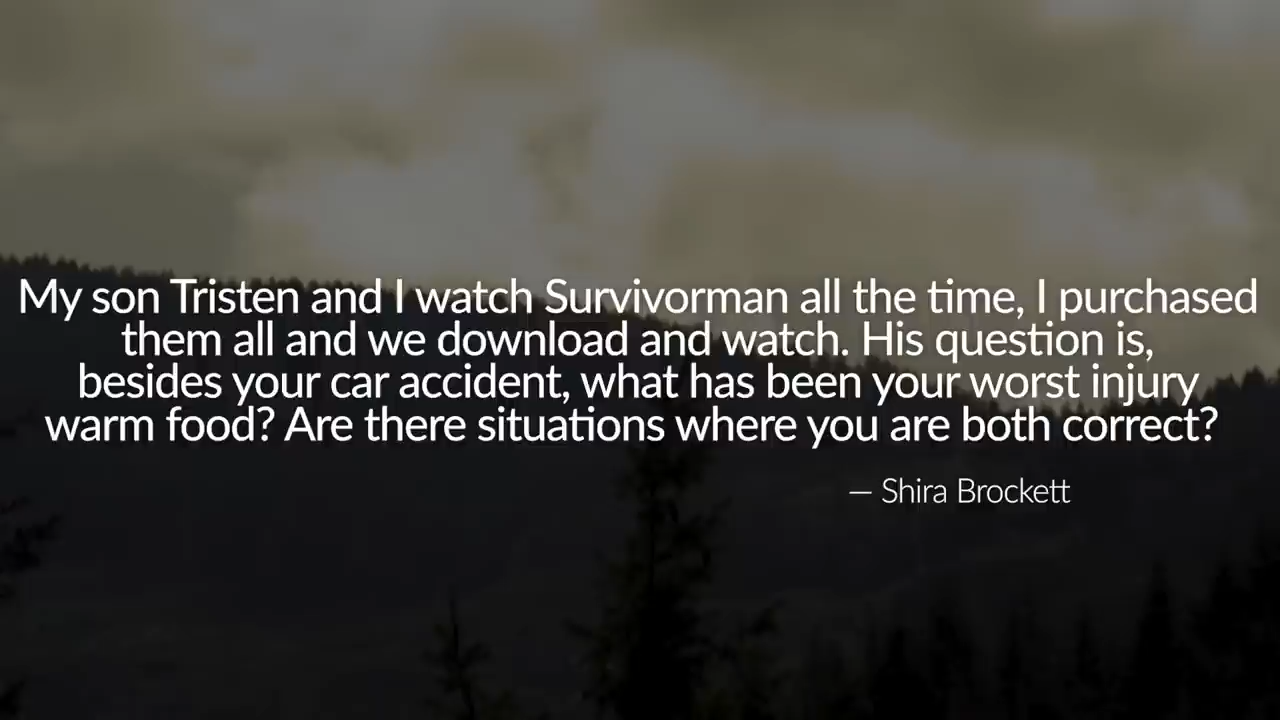 My son Tristen and I watch Survivorman all the time, I purchased
them all and we download and watch. His question is,
besides your car accident, what has been your worst injury
warm food? Are there situations where you are both correct?
— Shira Brockett